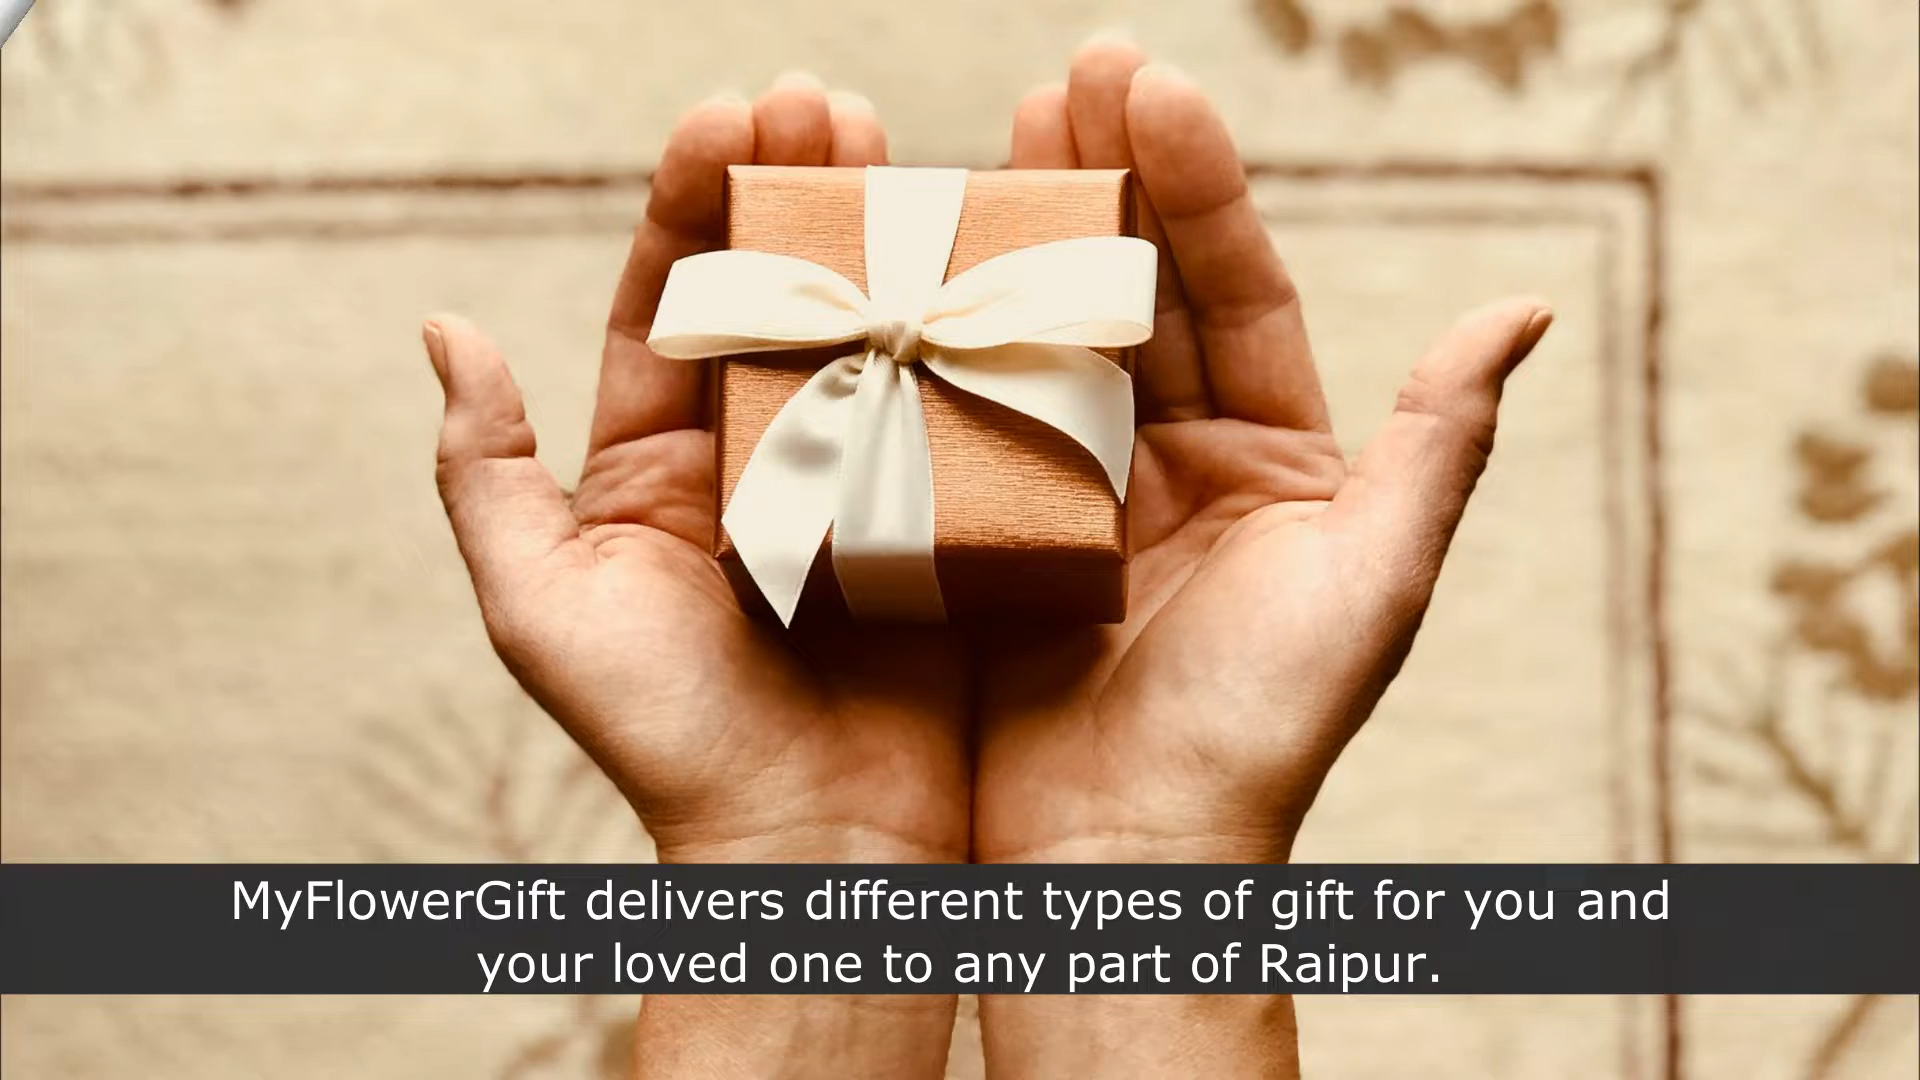 MyFlowerGift delivers different types of gift for you and
your loved one to any part of Raipur.